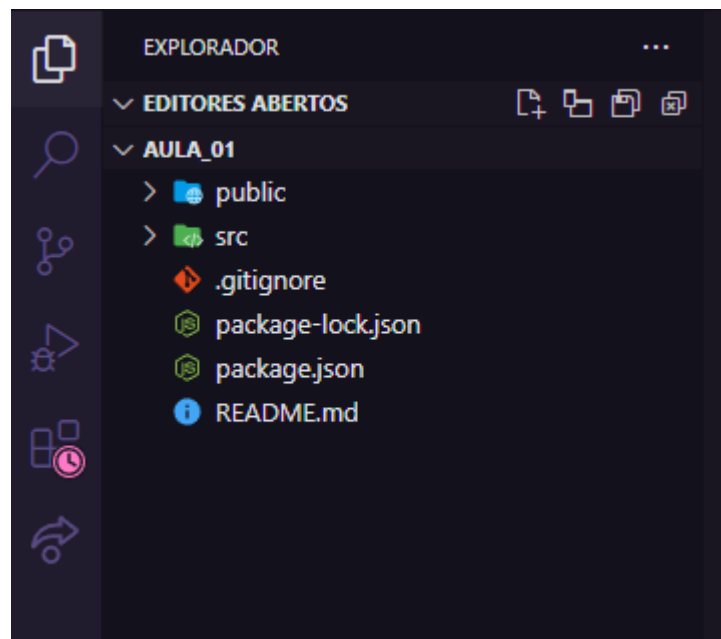 EXPLORADOR
EDITORES ABERTOS
AULA_01
public
src
.gitignore
package-lock.json
package.json
README.md